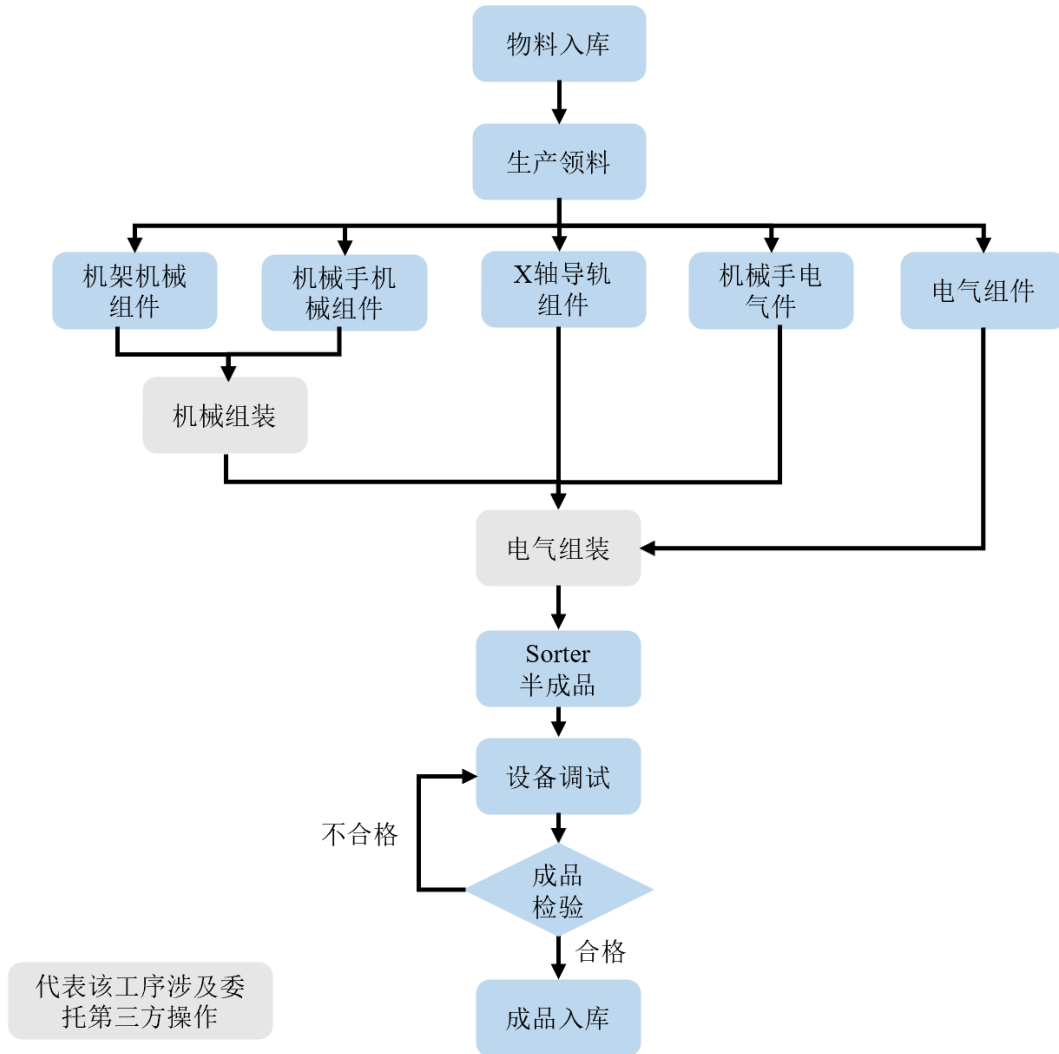 物料入库
生产领料
机架机械
组件
机械手机
械组件
X轴导轨
组件
机械手电
气件
电气组件
机械组装
电气组装
Sorter
半成品
设备调试
不合格
成品
检验
合格
代表该工序涉及委
托第三方操作
成品入库